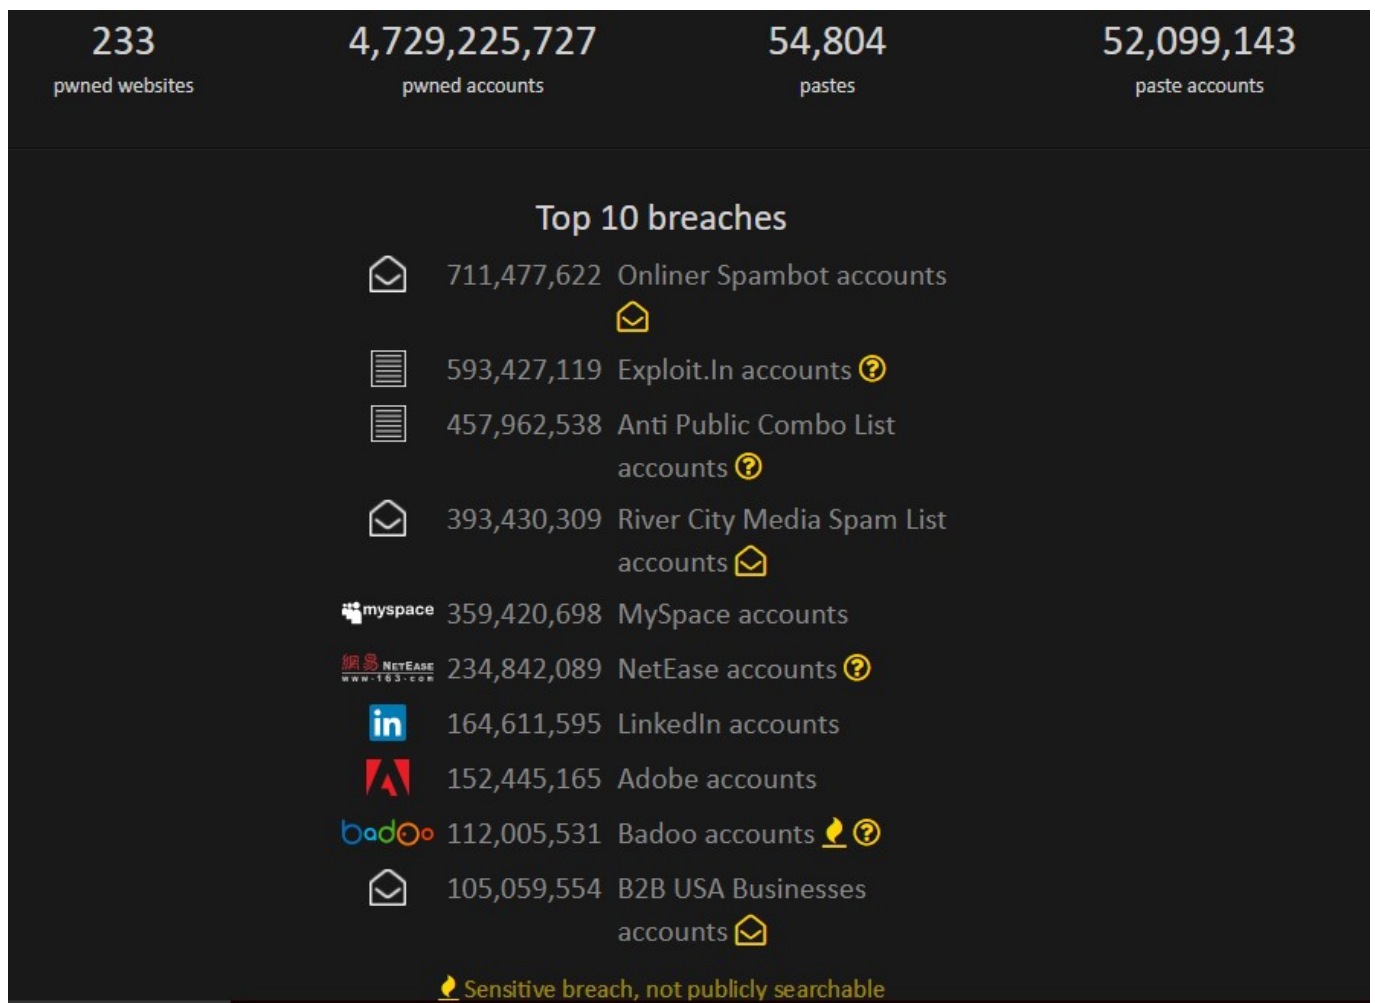 233 4,729,225,727 54,804 52,099,143
pwned websites pwned accounts pastes paste accounts
Top 10 breaches
711,477,622 Onliner Spambot accounts
593,427,119 Exploit.In accounts ?
457,962,538 Anti Public Combo List
accounts ?
393,430,309 River City Media Spam List
accounts
myspace 359,420,698 MySpace accounts
網易 NETEASE
www.163.com 234,842,089 NetEase accounts ?
in 164,611,595 LinkedIn accounts
152,445,165 Adobe accounts
badoo 112,005,531 Badoo accounts ?
105,059,554 B2B USA Businesses
accounts
Sensitive breach, not publicly searchable